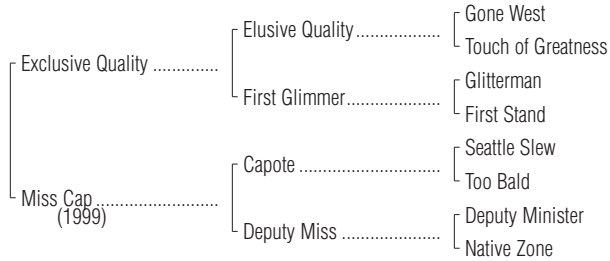 Gone West
Elusive Quality ..................
Touch of Greatness
Exclusive Quality ..............
Glitterman
First Glimmer....................
First Stand
Seattle Slew
Capote ..............................
Too Bald
Miss Cap ..........................
(1999)
Deputy Minister
Deputy Miss .....................
Native Zone